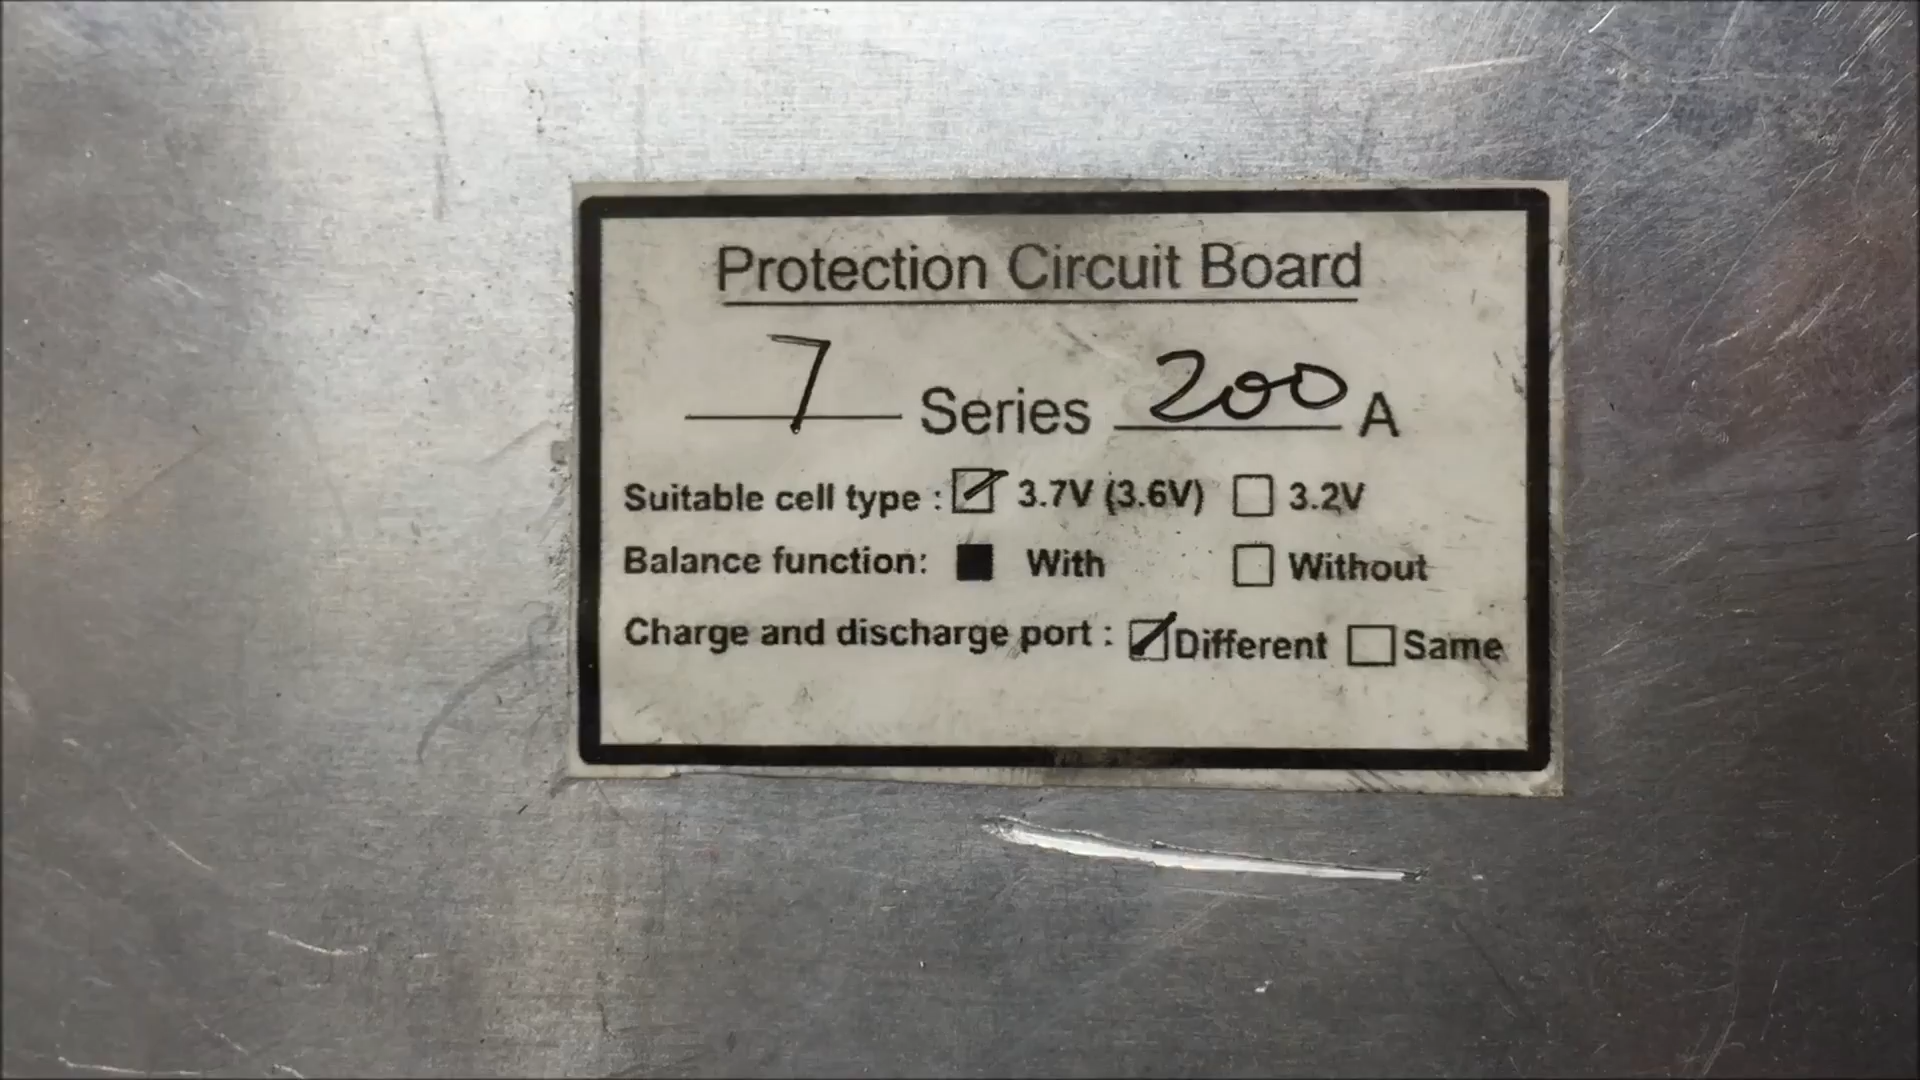 Protection Circuit Board
7 Series 200 A
Suitable cell type : ☑ 3.7V (3.6V) ☐ 3.2V
Balance function: ■ With ☐ Without
Charge and discharge port : ☑ Different ☐ Same